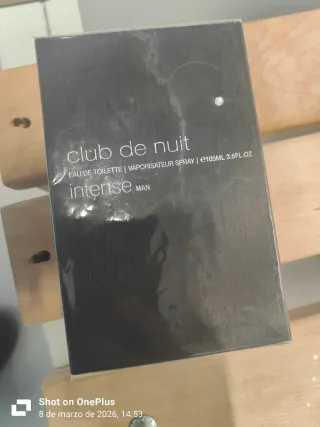 club de nuit
EAU DE TOILETTE | VAPORISATEUR SPRAY | ℮105ML 3.6FL.OZ
intense MAN
Shot on OnePlus
8 de marzo de 2026, 14:53